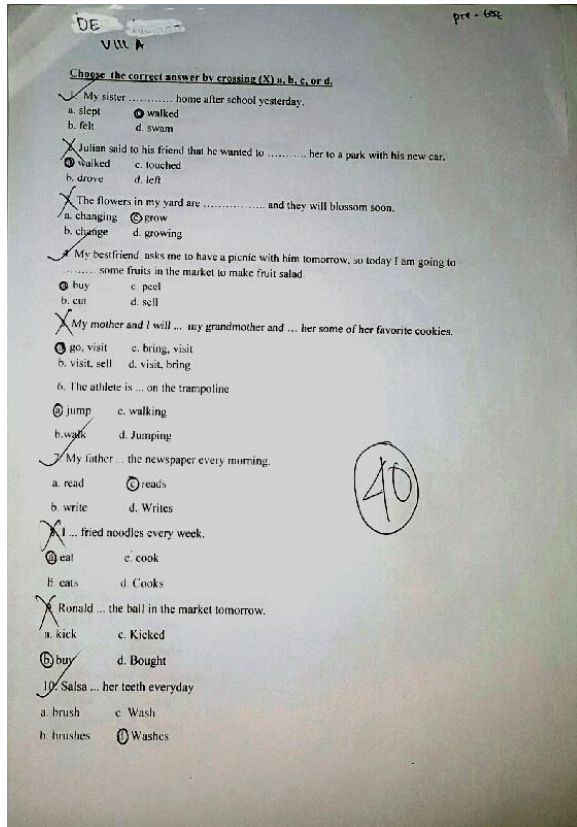 pre - test
DE
VIII A
Choose the correct answer by crossing (X) a, b, c, or d.
1. My sister ............. home after school yesterday.
a. slept c. walked
b. felt d. swam
2. Julian said to his friend that he wanted to .......... her to a park with his new car.
a. walked c. touched
b. drove d. left
3. The flowers in my yard are ................ and they will blossom soon.
a. changing c. grow
b. change d. growing
4. My bestfriend asks me to have a picnic with him tomorrow, so today I am going to
......... some fruits in the market to make fruit salad.
a. buy c. peel
b. cut d. sell
5. My mother and I will ... my grandmother and ... her some of her favorite cookies.
a. go, visit c. bring, visit
b. visit, sell d. visit, bring
6. The athlete is ... on the trampoline
a. jump c. walking
b. walk d. Jumping
7. My father ... the newspaper every morning.
a. read c. reads
b. write d. Writes
8. I ... fried noodles every week.
a. eat c. cook
b. eats d. Cooks
9. Ronald ... the ball in the market tomorrow.
a. kick c. Kicked
b. buy d. Bought
10. Salsa ... her teeth everyday
a. brush c. Wash
b. brushes d. Washes
40